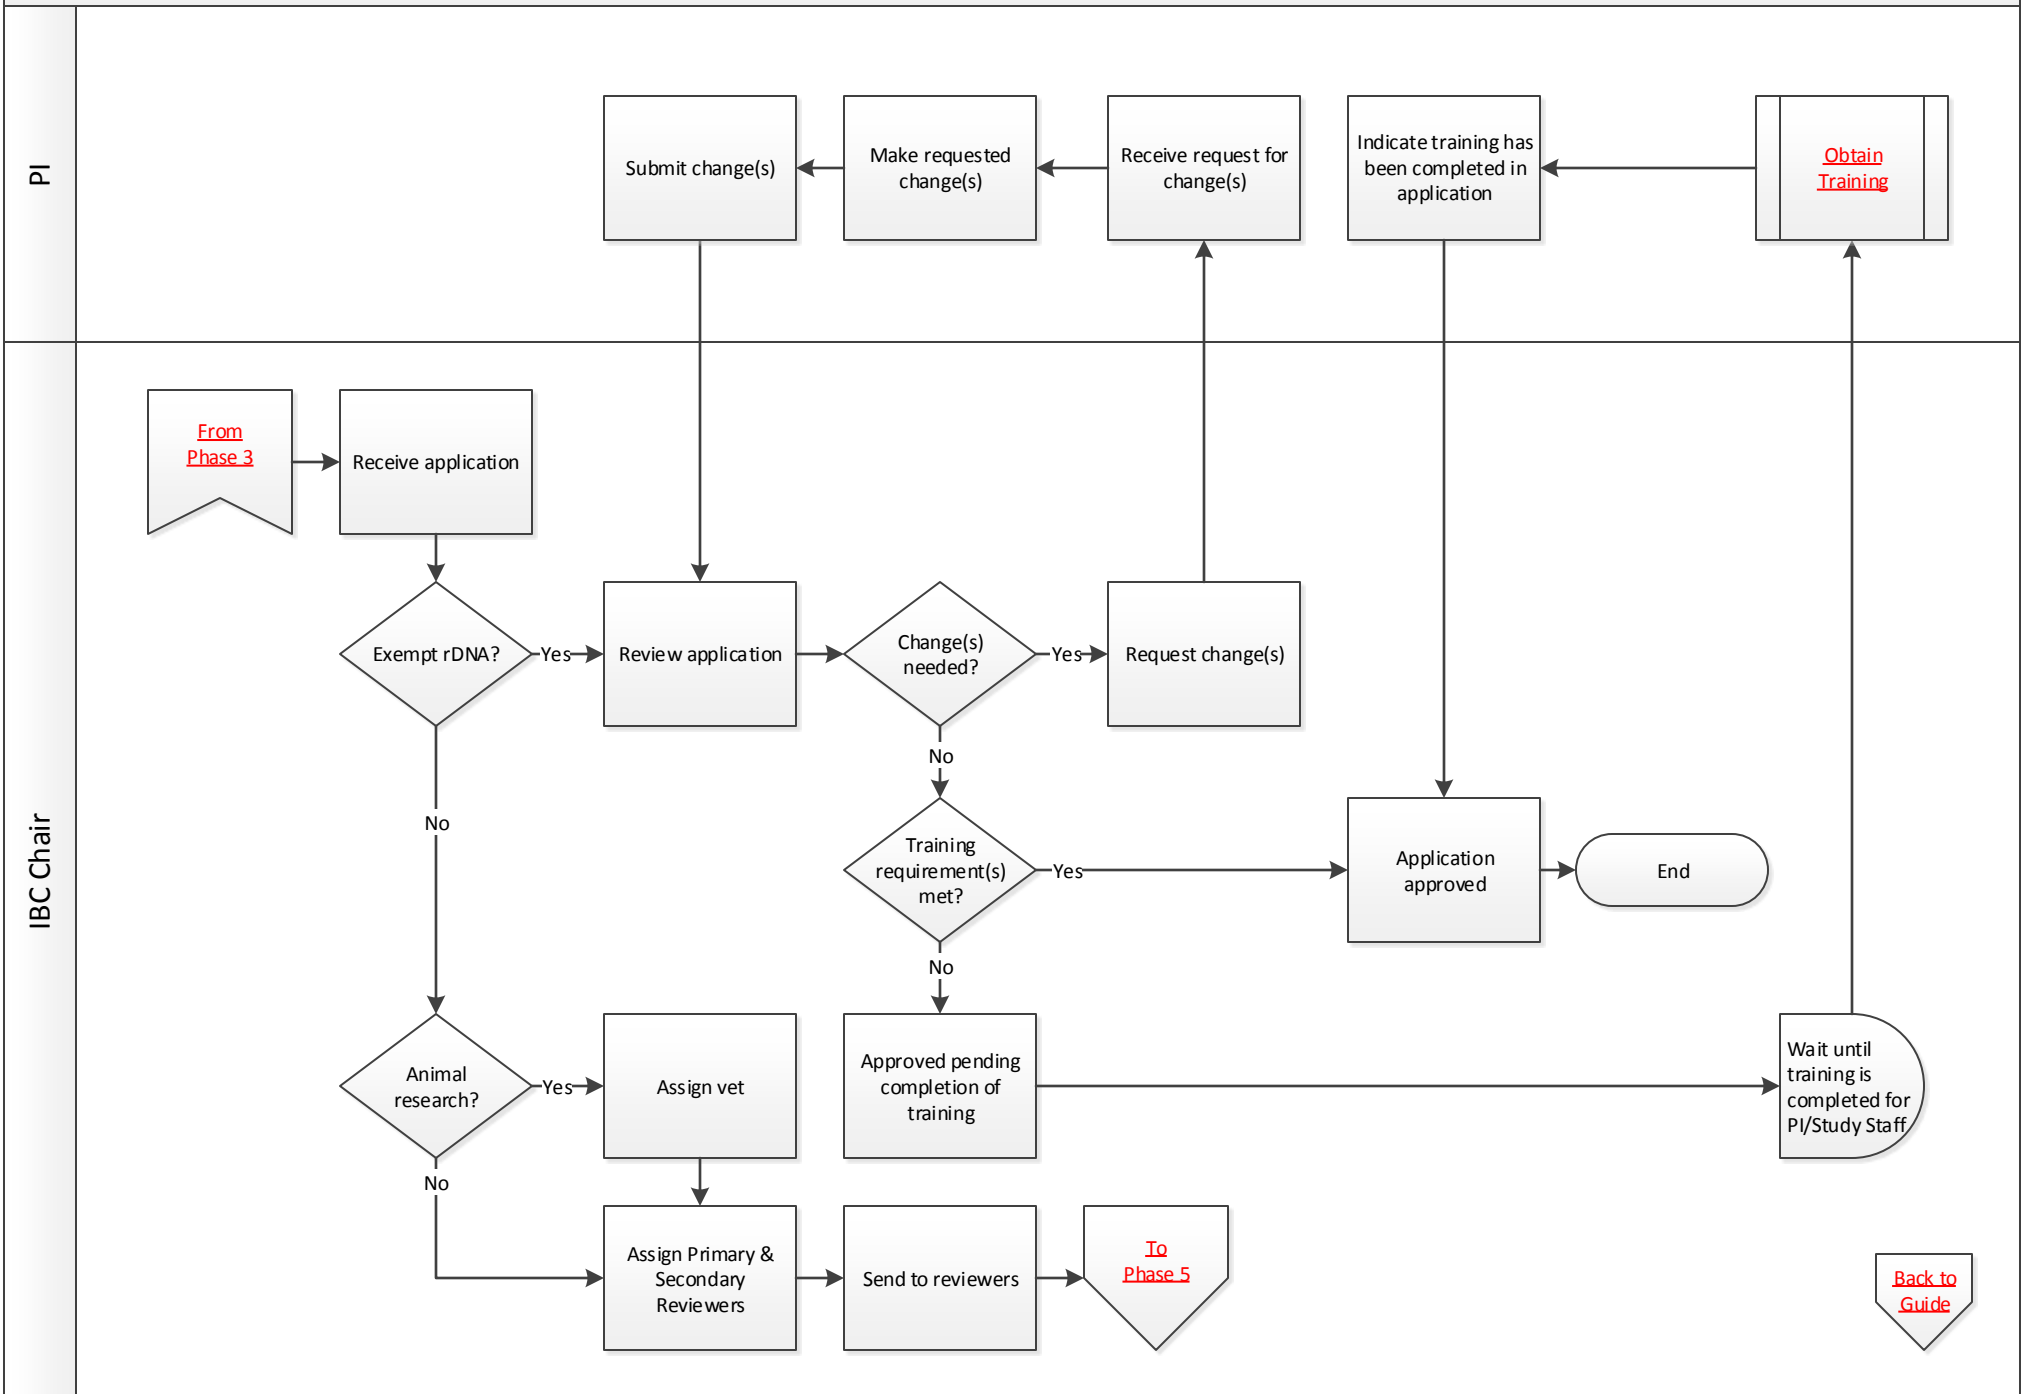 PI
Submit change(s)
Make requested
change(s)
Receive request for
change(s)
Indicate training has
been completed in
application
Obtain
Training
IBC Chair
From
Phase 3
Receive application
Exempt rDNA?
Yes
Review application
Change(s)
needed?
Yes
Request change(s)
No
No
Training
requirement(s)
met?
Yes
Application
approved
End
No
Animal
research?
Yes
Assign vet
Approved pending
completion of
training
Wait until
training is
completed for
PI/Study Staff
No
Assign Primary &
Secondary
Reviewers
Send to reviewers
To
Phase 5
Back to
Guide